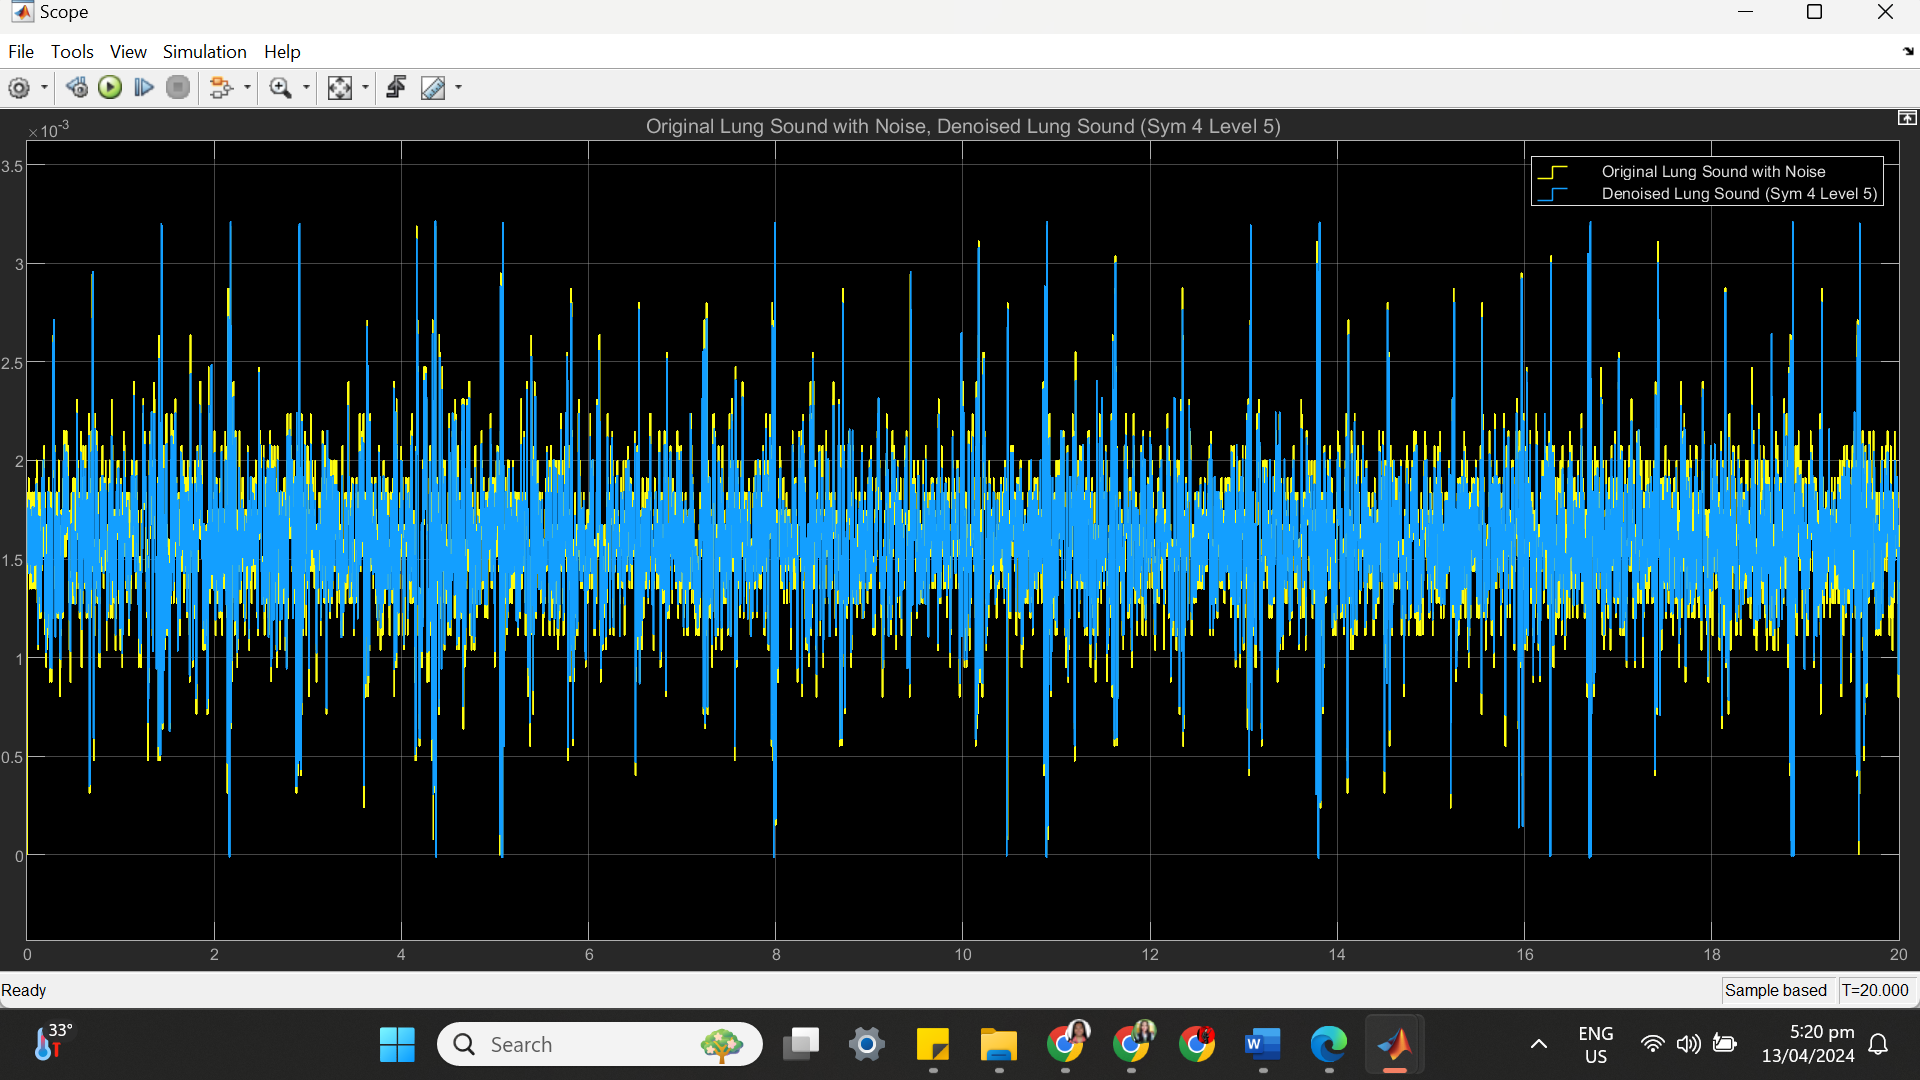 Scope
File Tools View Simulation Help
×10-3
Original Lung Sound with Noise, Denoised Lung Sound (Sym 4 Level 5)
Original Lung Sound with Noise
Denoised Lung Sound (Sym 4 Level 5)
3.5
3
2.5
2
1.5
1
0.5
0
0 2 4 6 8 10 12 14 16 18 20
Ready
Sample based T=20.000
33°
Search
ENG
US
5:20 pm
13/04/2024